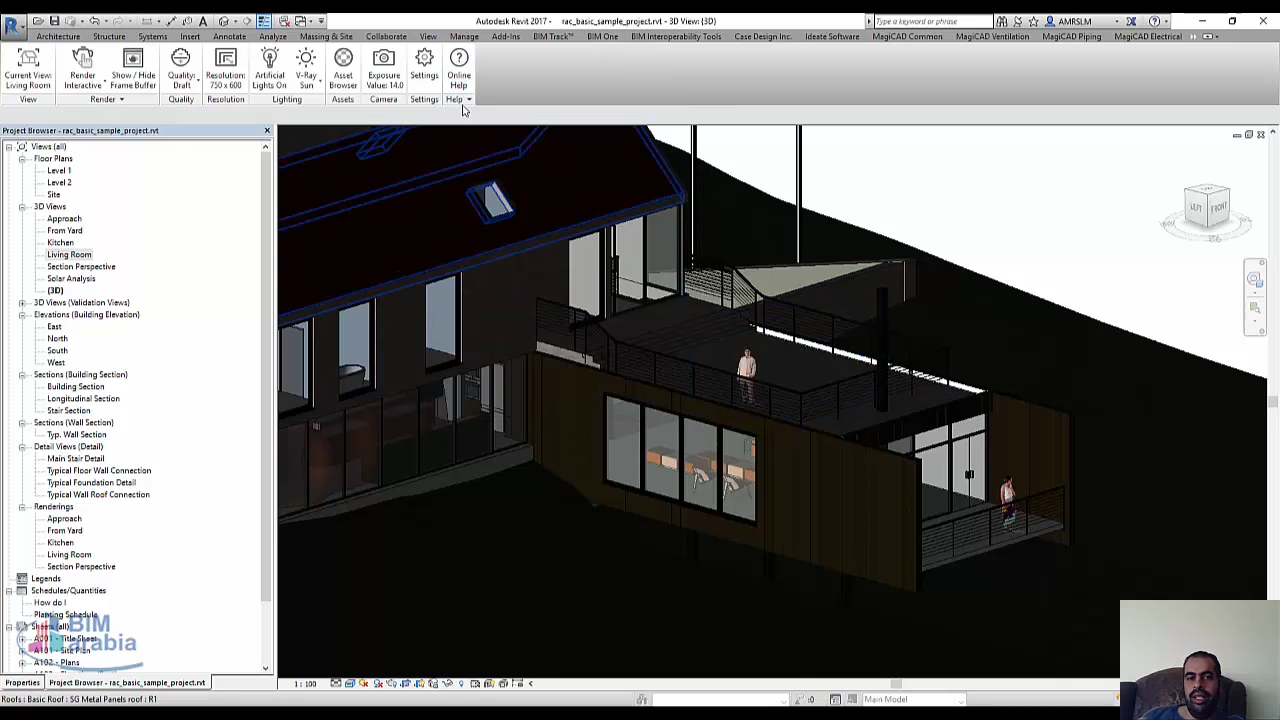 Autodesk Revit 2017 - rac_basic_sample_project.rvt - 3D View: {3D}
Type a keyword or phrase
AMRSLM
Architecture Structure Systems Insert Annotate Analyze Massing & Site Collaborate View Manage Add-Ins BIM Track™ BIM One BIM Interoperability Tools Case Design Inc. Ideate Software MagiCAD Common MagiCAD Ventilation MagiCAD Piping MagiCAD Electrical
Current View: Living Room
Render Interactive
Show / Hide Frame Buffer
Quality: Draft
Resolution: 750 x 600
Artificial Lights On
V-Ray Sun
Asset Browser
Exposure Value: 14.0
Settings
Online Help
View Render Quality Resolution Lighting Assets Camera Settings Help
Project Browser - rac_basic_sample_project.rvt
Views (all)
Floor Plans
Level 1
Level 2
Site
3D Views
Approach
From Yard
Kitchen
Living Room
Section Perspective
Solar Analysis
{3D}
3D Views (Validation Views)
Elevations (Building Elevation)
East
North
South
West
Sections (Building Section)
Building Section
Longitudinal Section
Stair Section
Sections (Wall Section)
Typ. Wall Section
Detail Views (Detail)
Main Stair Detail
Typical Floor Wall Connection
Typical Foundation Detail
Typical Wall Roof Connection
Renderings
Approach
From Yard
Kitchen
Living Room
Section Perspective
Legends
Schedules/Quantities
How do I
Planting Schedule
Sheets (all)
A001 - Title Sheet
A101 - Site Plan
A102 - Plans
BIM
arabia
LEFT FRONT
Properties
Project Browser - rac_basic_sample_project.rvt
1 : 100
Roofs : Basic Roof : SG Metal Panels roof : R1
:0
Main Model